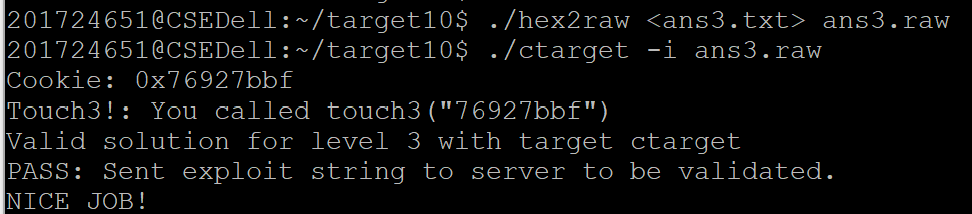 201724651@CSEDell:~/target10$ ./hex2raw <ans3.txt> ans3.raw
201724651@CSEDell:~/target10$ ./ctarget -i ans3.raw
Cookie: 0x76927bbf
Touch3!: You called touch3("76927bbf")
Valid solution for level 3 with target ctarget
PASS: Sent exploit string to server to be validated.
NICE JOB!